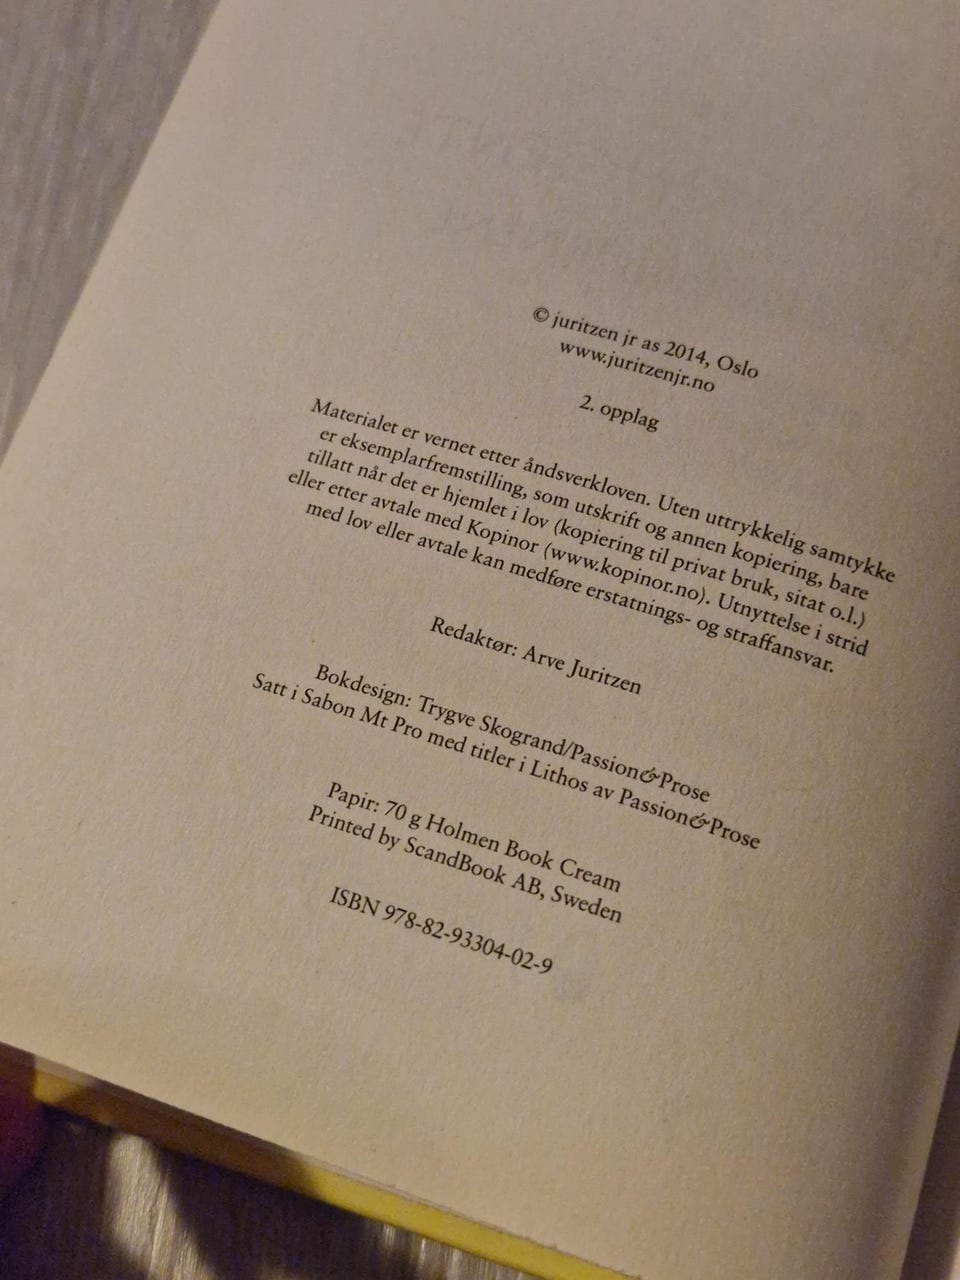 © juritzen jr as 2014, Oslo
www.juritzenjr.no
2. opplag
Materialet er vernet etter åndsverkloven. Uten uttrykkelig samtykke
er eksemplarfremstilling, som utskrift og annen kopiering, bare
tillatt når det er hjemlet i lov (kopiering til privat bruk, sitat o.l.)
eller etter avtale med Kopinor (www.kopinor.no). Utnyttelse i strid
med lov eller avtale kan medføre erstatnings- og straffansvar.
Redaktør: Arve Juritzen
Bokdesign: Trygve Skogrand/Passion&Prose
Satt i Sabon Mt Pro med titler i Lithos av Passion&Prose
Papir: 70 g Holmen Book Cream
Printed by ScandBook AB, Sweden
ISBN 978-82-93304-02-9